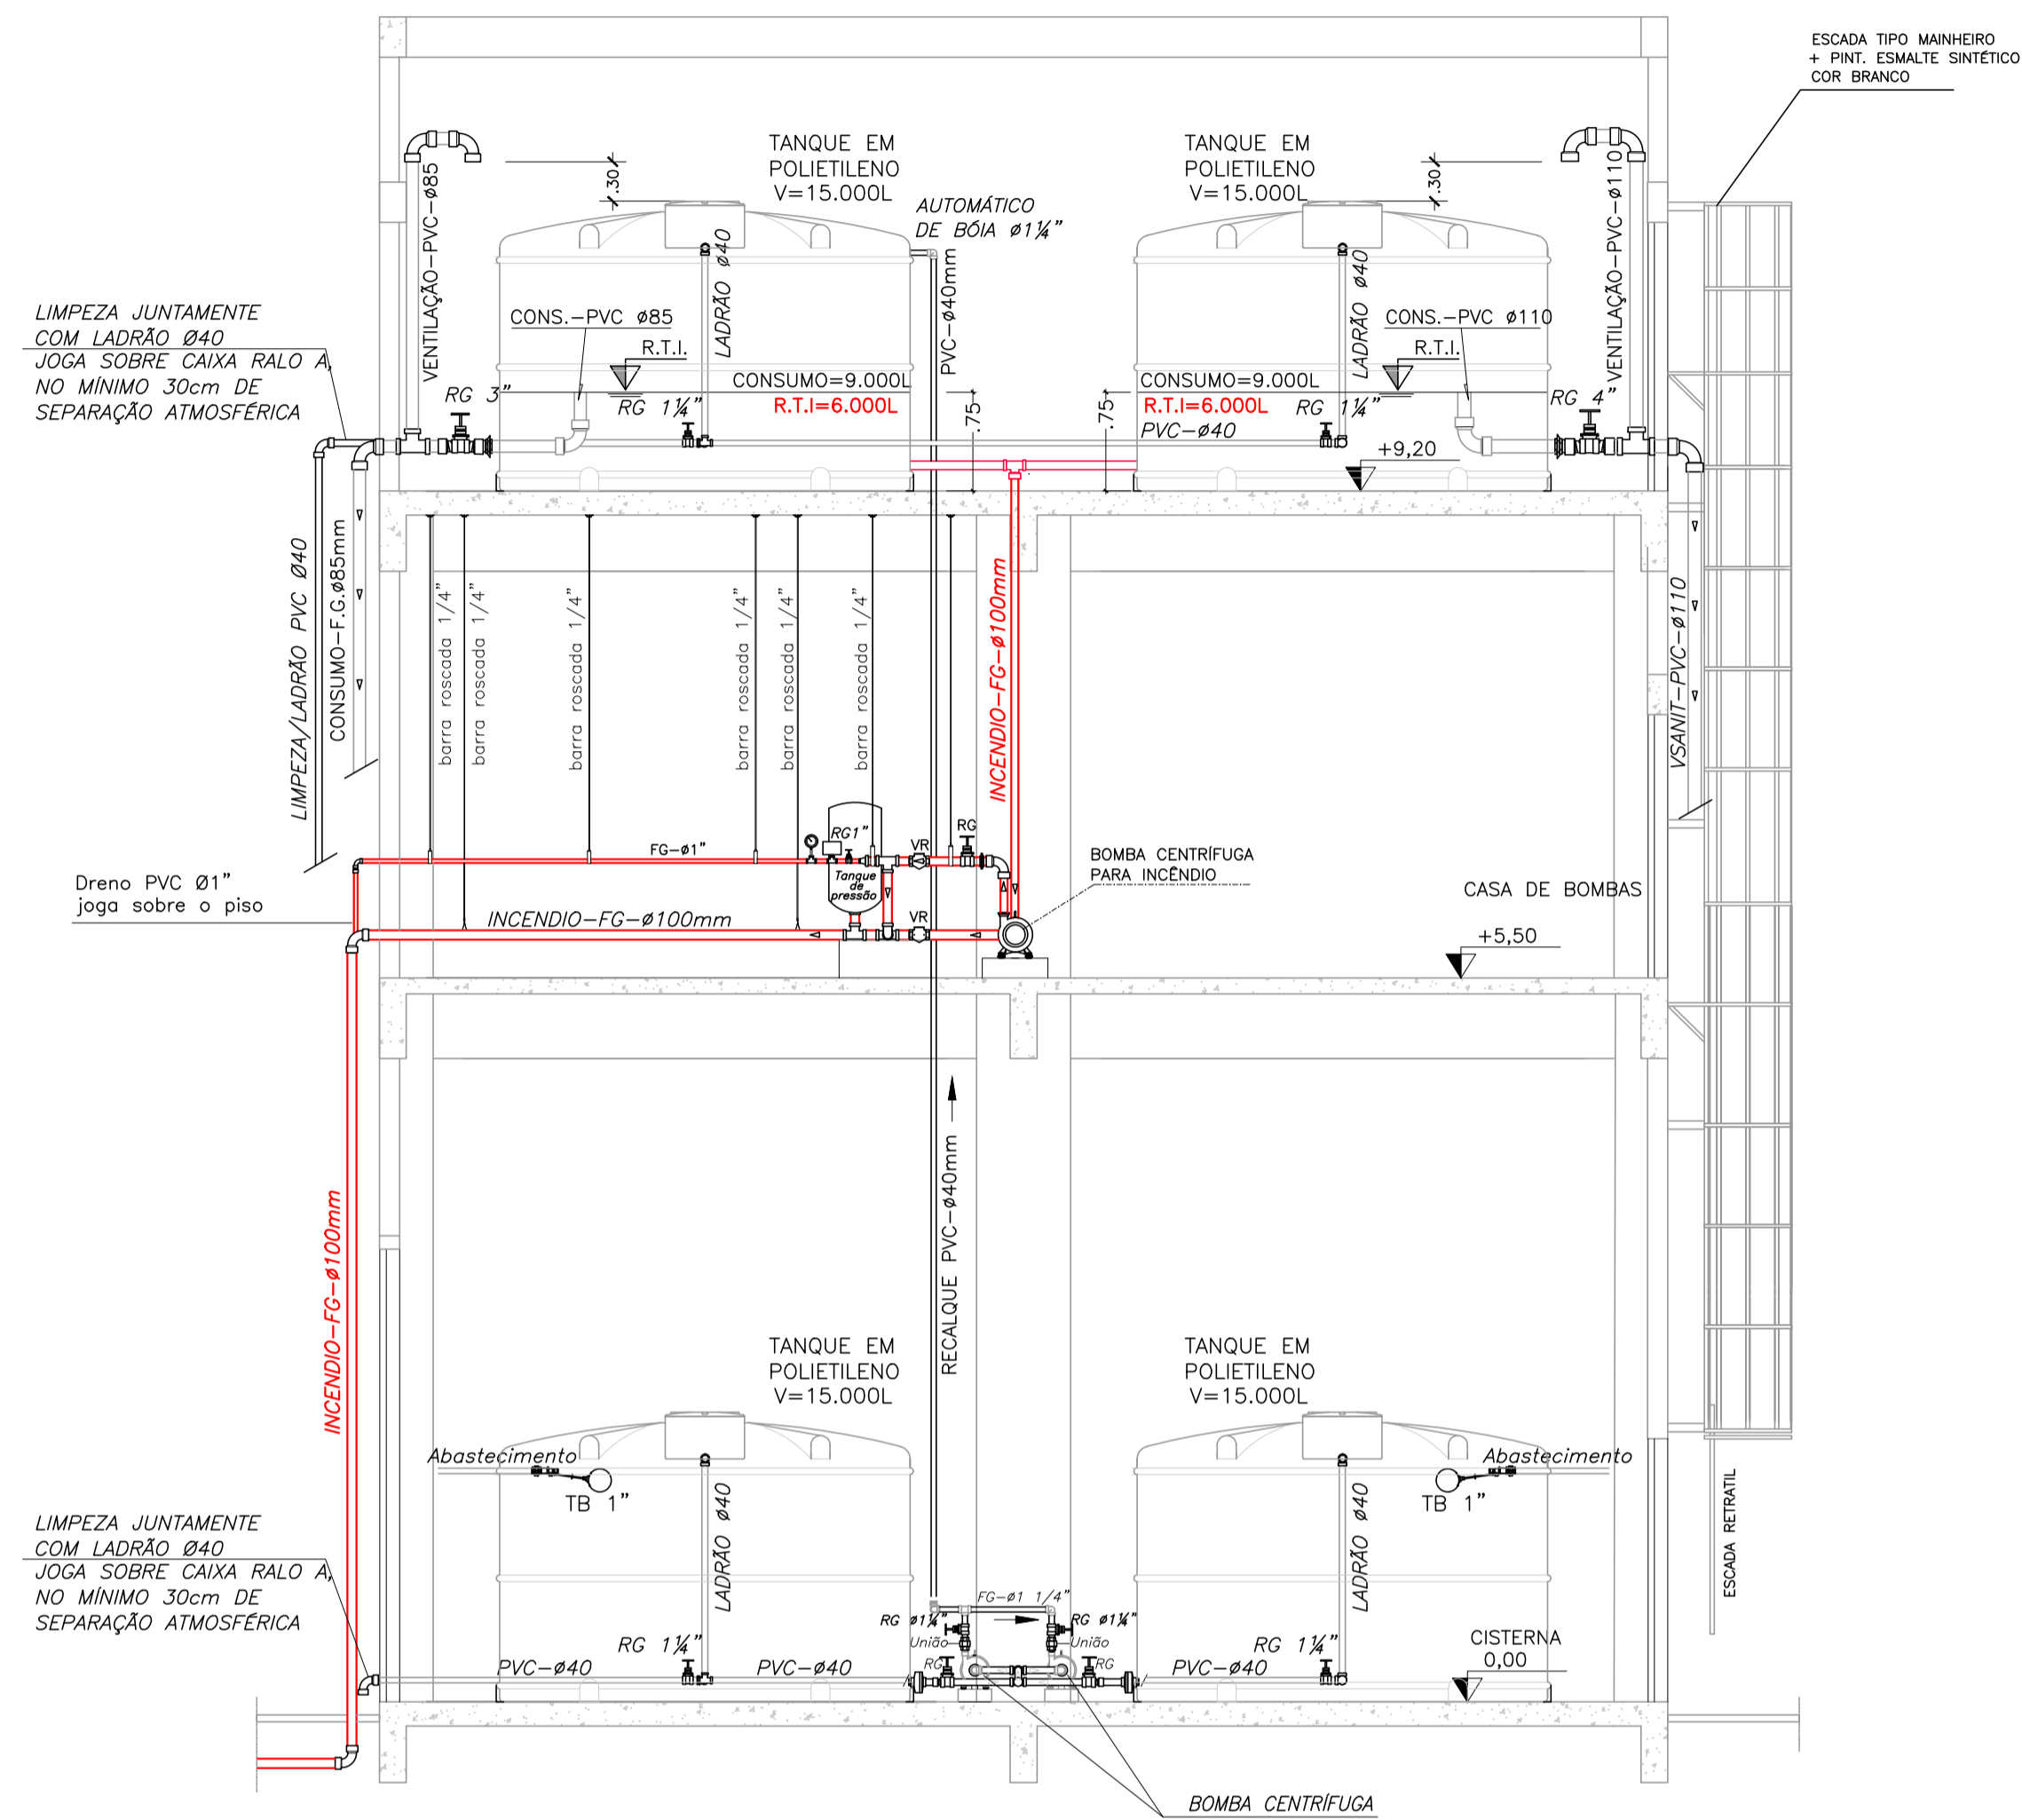 ESCADA TIPO MAINHEIRO
+ PINT. ESMALTE SINTÉTICO
COR BRANCO
TANQUE EM
POLIETILENO
V=15.000L
TANQUE EM
POLIETILENO
V=15.000L
.30
.30
AUTOMÁTICO
DE BÓIA ø1¼"
VENTILAÇÃO-PVC-ø85
LADRÃO ø40
PVC-ø40mm
LADRÃO ø40
VENTILAÇÃO-PVC-ø110
LIMPEZA JUNTAMENTE
COM LADRÃO Ø40
JOGA SOBRE CAIXA RALO A,
NO MÍNIMO 30cm DE
SEPARAÇÃO ATMOSFÉRICA
CONS.-PVC ø85
CONS.-PVC ø110
R.T.I.
R.T.I.
CONSUMO=9.000L
R.T.I=6.000L
CONSUMO=9.000L
R.T.I=6.000L
RG 3"
RG 1¼"
.75
.75
RG 1¼"
RG 4"
PVC-ø40
+9,20
LIMPEZA/LADRÃO PVC Ø40
CONSUMO-F.G.ø85mm
barra roscada 1/4"
barra roscada 1/4"
barra roscada 1/4"
barra roscada 1/4"
barra roscada 1/4"
barra roscada 1/4"
INCENDIO-FG-ø100mm
VSANIT-PVC-ø110
FG-ø1"
RG1"
VR
RG
Tanque
de
pressão
BOMBA CENTRÍFUGA
PARA INCÊNDIO
CASA DE BOMBAS
Dreno PVC Ø1"
joga sobre o piso
INCENDIO-FG-ø100mm
VR
+5,50
INCENDIO-FG-ø100mm
RECALQUE PVC-ø40mm
TANQUE EM
POLIETILENO
V=15.000L
TANQUE EM
POLIETILENO
V=15.000L
Abastecimento
TB 1"
Abastecimento
TB 1"
LADRÃO ø40
LADRÃO ø40
ESCADA RETRATIL
LIMPEZA JUNTAMENTE
COM LADRÃO Ø40
JOGA SOBRE CAIXA RALO A,
NO MÍNIMO 30cm DE
SEPARAÇÃO ATMOSFÉRICA
FG-ø1 1/4"
RG ø1¼"
RG ø1¼"
União
União
RG
RG
RG 1¼"
RG 1¼"
PVC-ø40
PVC-ø40
PVC-ø40
CISTERNA
0,00
BOMBA CENTRÍFUGA